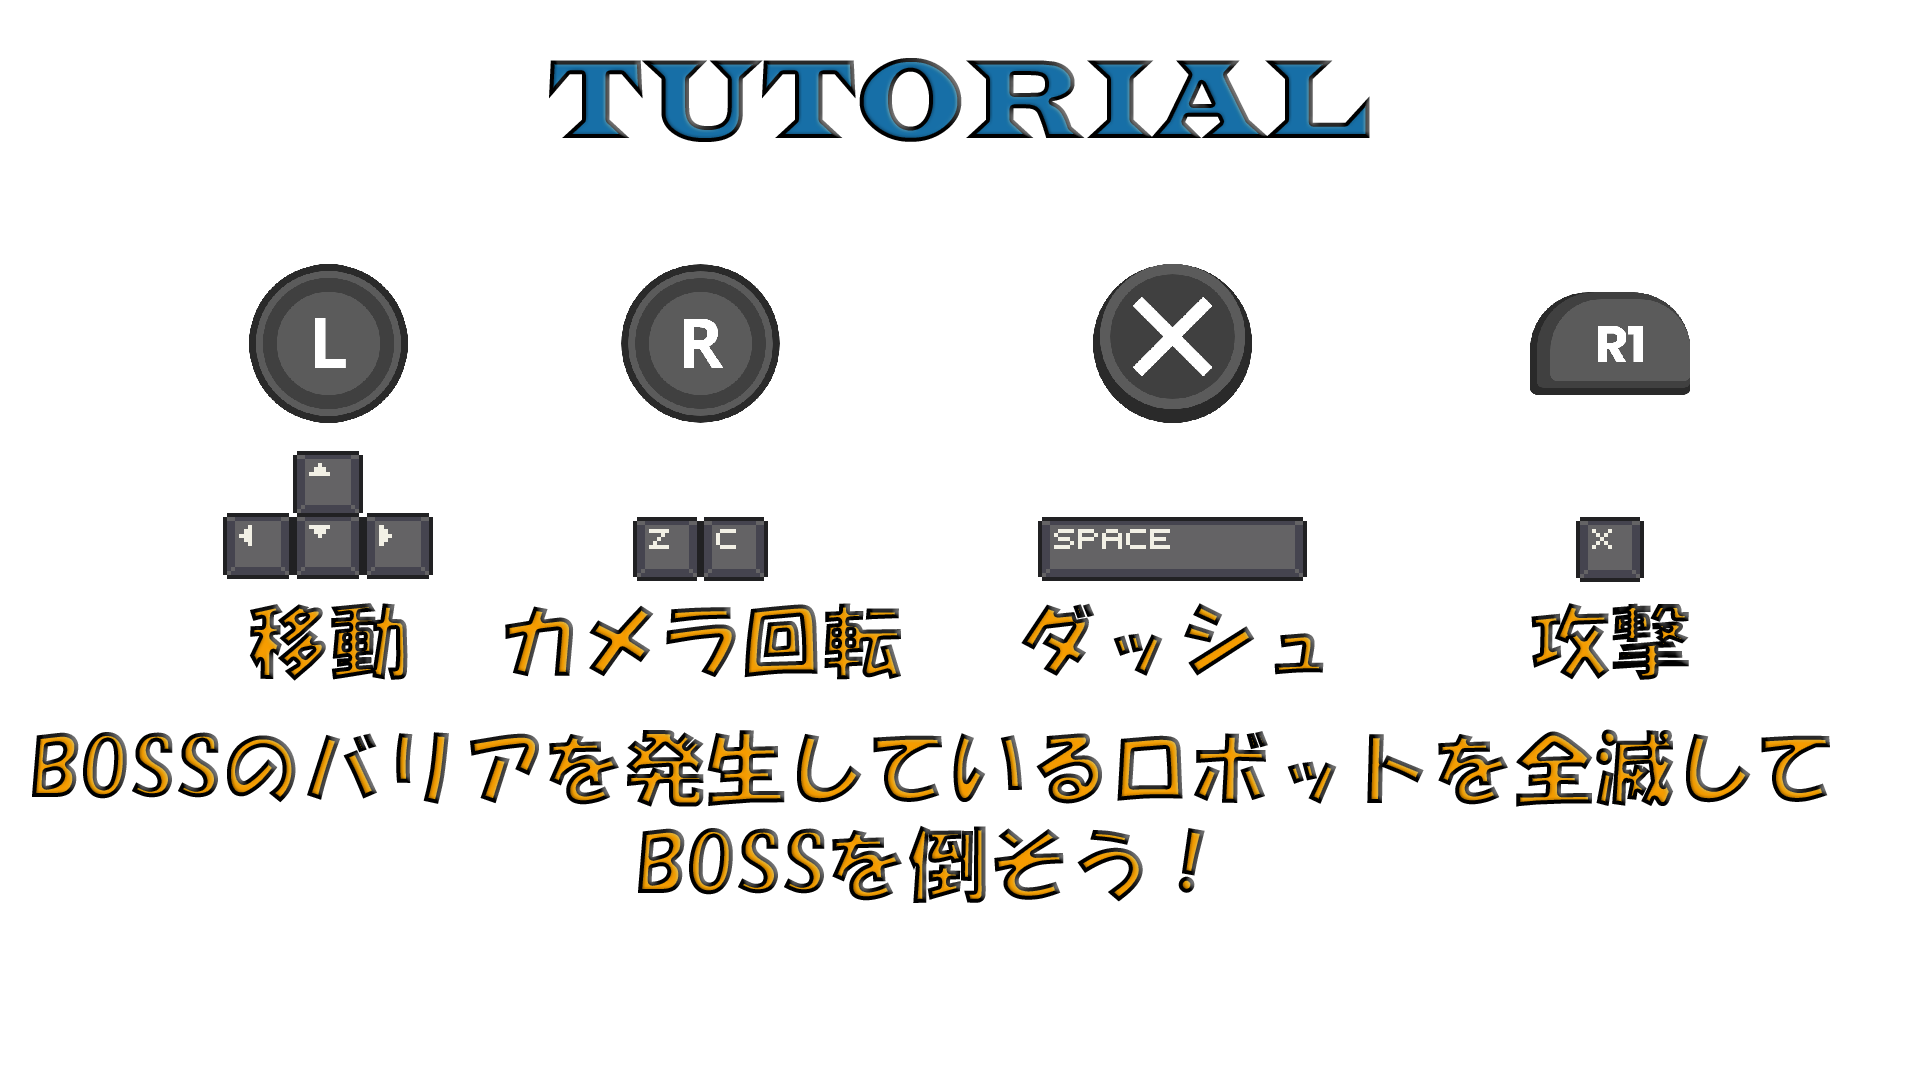 TUTORIAL
L R × R1
Z C SPACE X
移動 カメラ回転 ダッシュ 攻撃
BOSSのバリアを発生しているロボットを全滅して
BOSSを倒そう！